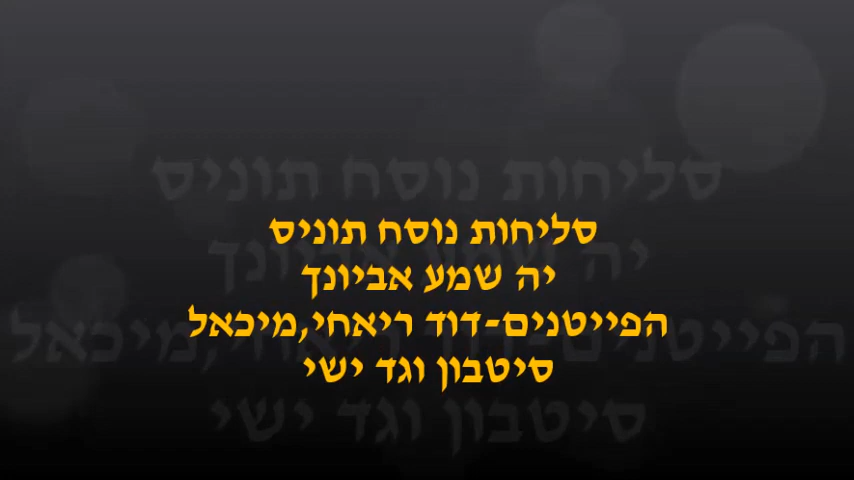 סליחות נוסח תוניס
יה שמע אביונך
הפייטנים-דוד ריאחי,מיכאל
סיטבון וגד ישי